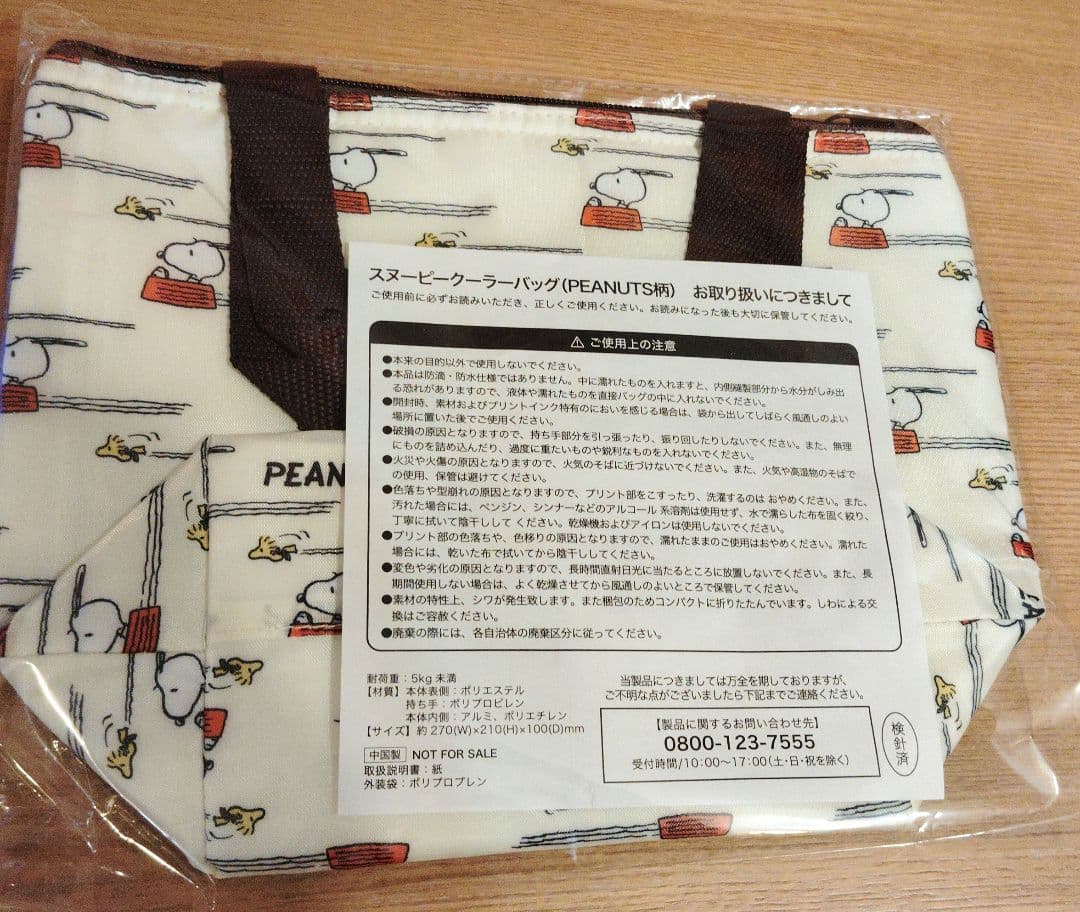 スヌーピークーラーバッグ(PEANUTS柄) お取り扱いにつきまして
ご使用前に必ずお読みいただき、正しくご使用ください。お読みになった後も大切に保管してください。
⚠ ご使用上の注意
●本来の目的以外で使用しないでください。
●本品は防滴・防水仕様ではありません。中に濡れたものを入れますと、内側縫製部分から水分がしみ出
る恐れがありますので、液体や濡れたものを直接バッグの中に入れないでください。
●開封時、素材およびプリントインク特有のにおいを感じる場合は、袋から出してしばらく風通しのよい
場所に置いた後でご使用ください。
●破損の原因となりますので、持ち手部分を引っ張ったり、振り回したりしないでください。また、無理
にものを詰め込んだり、過度に重たいものや鋭利なものを入れないでください。
●火災や火傷の原因となりますので、火気のそばに近づけないでください。また、火気や高温物のそばで
の使用、保管は避けてください。
●色落ちや型崩れの原因となりますので、プリント部をこすったり、洗濯するのは おやめください。また、
汚れた場合には、ベンジン、シンナーなどのアルコール 系溶剤は使用せず、水で濡らした布を固く絞り、
丁寧に拭いて陰干ししてください。乾燥機およびアイロンは使用しないでください。
●プリント部の色落ちや、色移りの原因となりますので、濡れたままのご使用はおやめください。濡れた
場合には、乾いた布で拭いてから陰干ししてください。
●変色や劣化の原因となりますので、長時間直射日光に当たるところに放置しないでください。また、長
期間使用しない場合は、よく乾燥させてから風通しのよいところで保管してください。
●素材の特性上、シワが発生致します。また梱包のためコンパクトに折りたたんでいます。しわによる交
換はご容赦ください。
●廃棄の際には、各自治体の廃棄区分に従ってください。
耐荷重:5kg 未満
【材質】本体表側:ポリエステル
持ち手:ポリプロピレン
本体内側:アルミ、ポリエチレン
【サイズ】約 270(W)×210(H)×100(D)mm
中国製 NOT FOR SALE
取扱説明書:紙
外装袋:ポリプロプレン
当製品につきましては万全を期しておりますが、
ご不明な点がございましたら下記までご連絡ください。
【製品に関するお問い合わせ先】
0800-123-7555
受付時間/10:00〜17:00(土・日・祝を除く)
検針済
PEAN